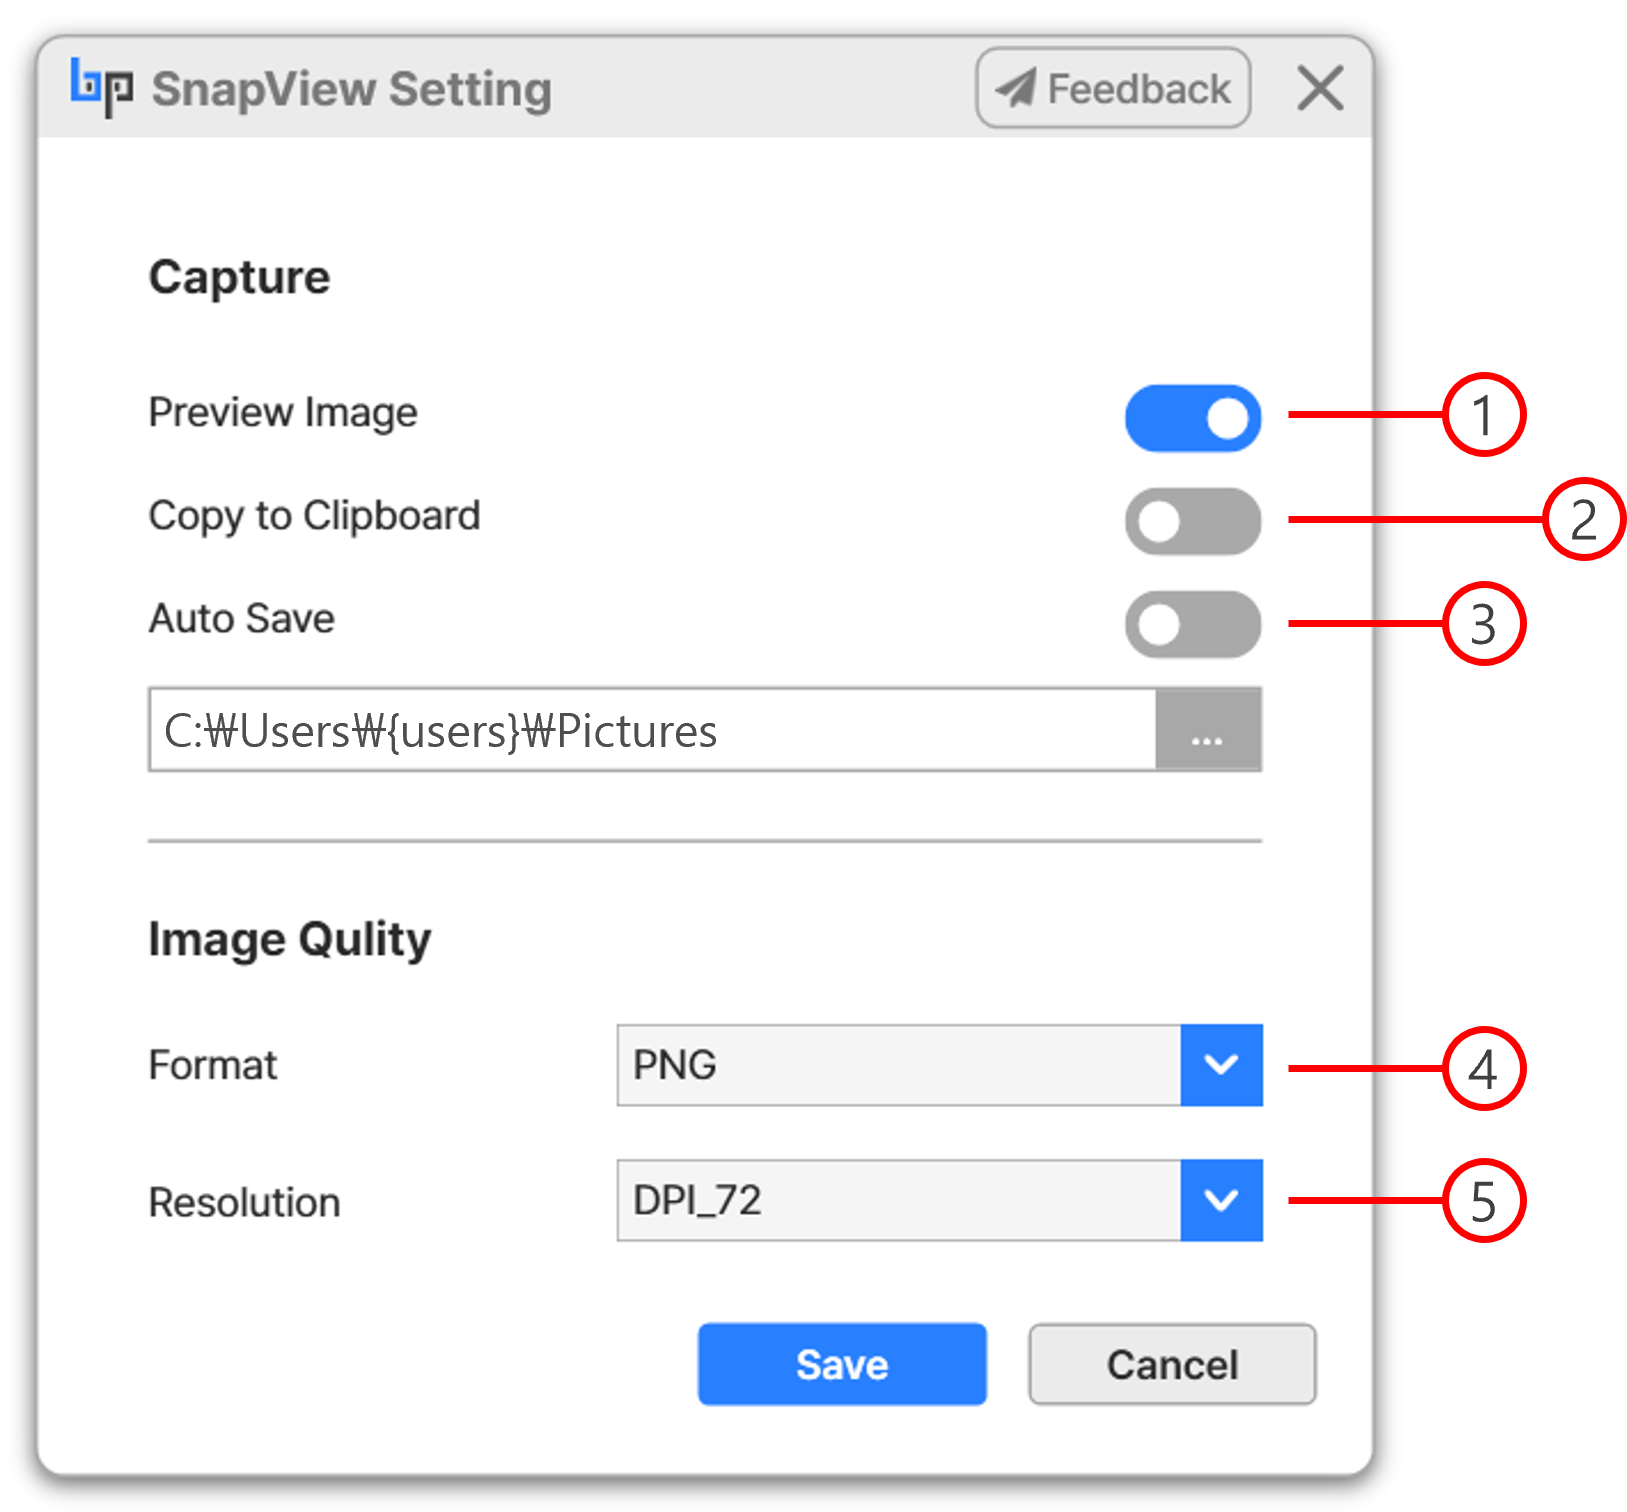 bp SnapView Setting Feedback
Capture
Preview Image 1
Copy to Clipboard 2
Auto Save 3
C:₩Users₩{users}₩Pictures ...
Image Qulity
Format PNG 4
Resolution DPI_72 5
Save Cancel